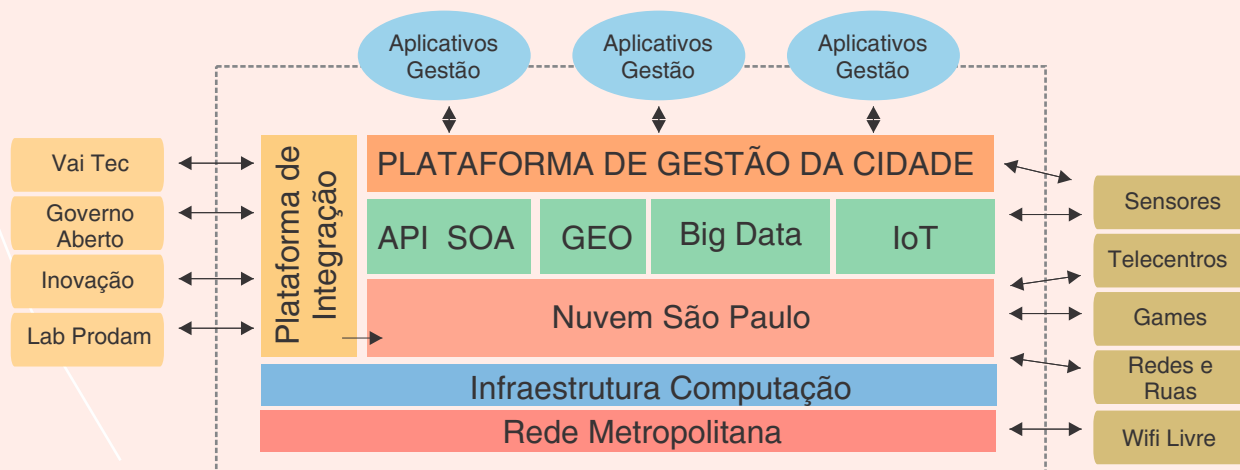 Aplicativos
Gestão
Aplicativos
Gestão
Aplicativos
Gestão
Vai Tec
Governo
Aberto
Inovação
Lab Prodam
Plataforma de
Integração
PLATAFORMA DE GESTÃO DA CIDADE
API SOA
GEO
Big Data
IoT
Nuvem São Paulo
Infraestrutura Computação
Rede Metropolitana
Sensores
Telecentros
Games
Redes e
Ruas
Wifi Livre